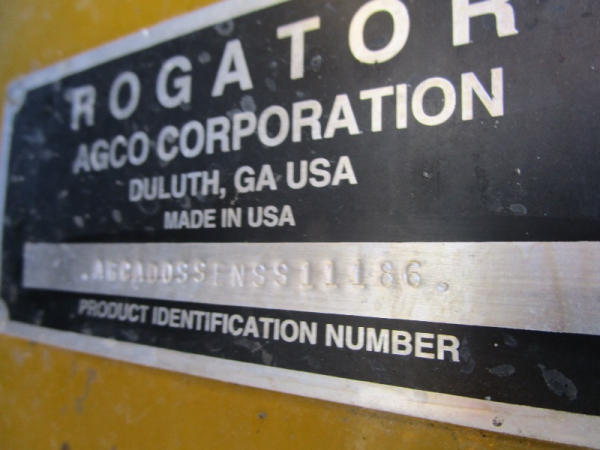 ROGATOR
AGCO CORPORATION
DULUTH, GA USA
MADE IN USA
PRODUCT IDENTIFICATION NUMBER